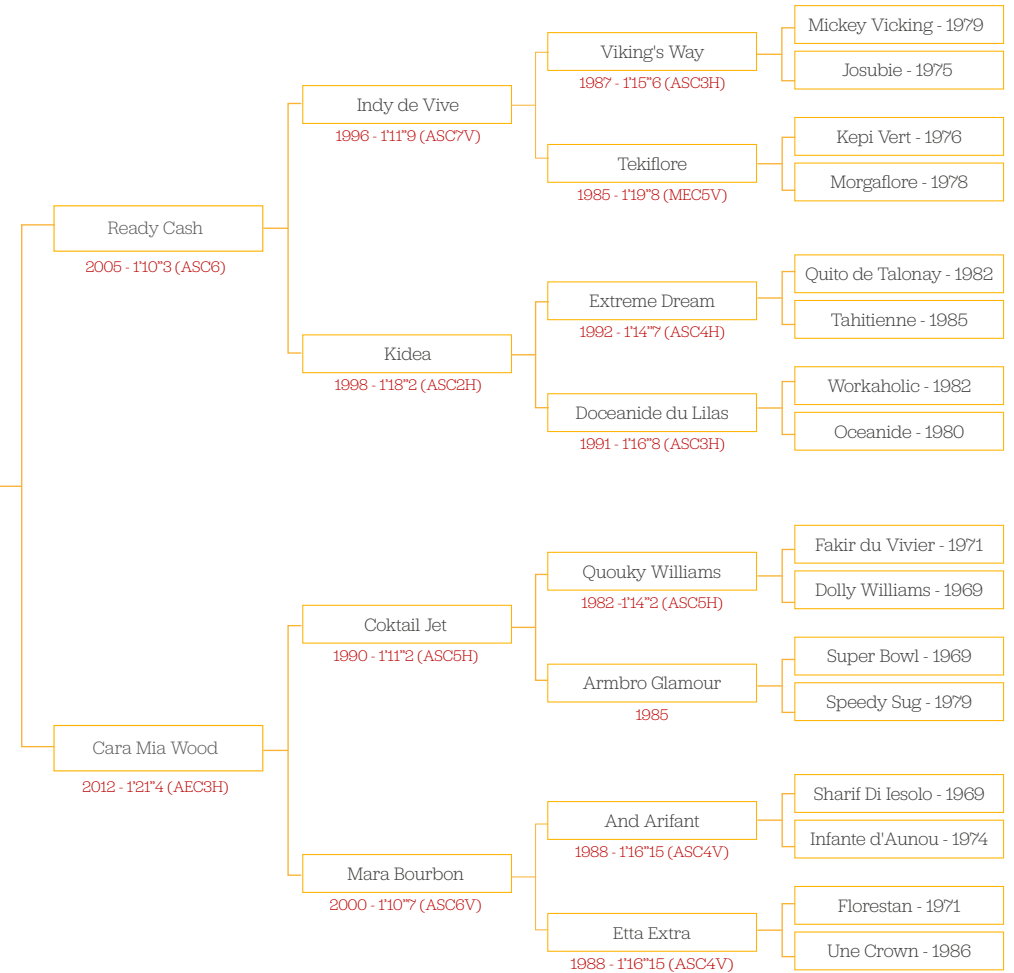 Mickey Vicking - 1979
Viking's Way
Josubie - 1975
1987 - 1'15"6 (ASC3H)
Indy de Vive
1996 - 1'11"9 (ASC7V)
Kepi Vert - 1976
Tekiflore
Morgaflore - 1978
1985 - 1'19"8 (MEC5V)
Ready Cash
2005 - 1'10"3 (ASC6)
Quito de Talonay - 1982
Extreme Dream
Tahitienne - 1985
1992 - 1'14"7 (ASC4H)
Kidea
1998 - 1'18"2 (ASC2H)
Workaholic - 1982
Doceanide du Lilas
Oceanide - 1980
1991 - 1'16"8 (ASC3H)
Fakir du Vivier - 1971
Quouky Williams
Dolly Williams - 1969
1982 -1'14"2 (ASC5H)
Coktail Jet
1990 - 1'11"2 (ASC5H)
Super Bowl - 1969
Armbro Glamour
Speedy Sug - 1979
1985
Cara Mia Wood
2012 - 1'21"4 (AEC3H)
Sharif Di Iesolo - 1969
And Arifant
Infante d'Aunou - 1974
1988 - 1'16"15 (ASC4V)
Mara Bourbon
2000 - 1'10"7 (ASC6V)
Florestan - 1971
Etta Extra
Une Crown - 1986
1988 - 1'16"15 (ASC4V)